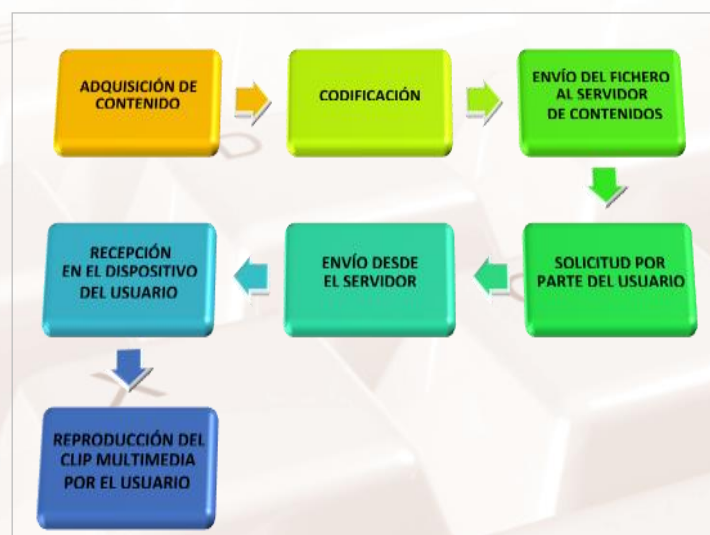 ADQUISICIÓN DE
CONTENIDO
CODIFICACIÓN
ENVÍO DEL FICHERO
AL SERVIDOR
DE CONTENIDOS
SOLICITUD POR
PARTE DEL USUARIO
ENVÍO DESDE
EL SERVIDOR
RECEPCIÓN
EN EL DISPOSITIVO
DEL USUARIO
REPRODUCCIÓN DEL
CLIP MULTIMEDIA
POR EL USUARIO